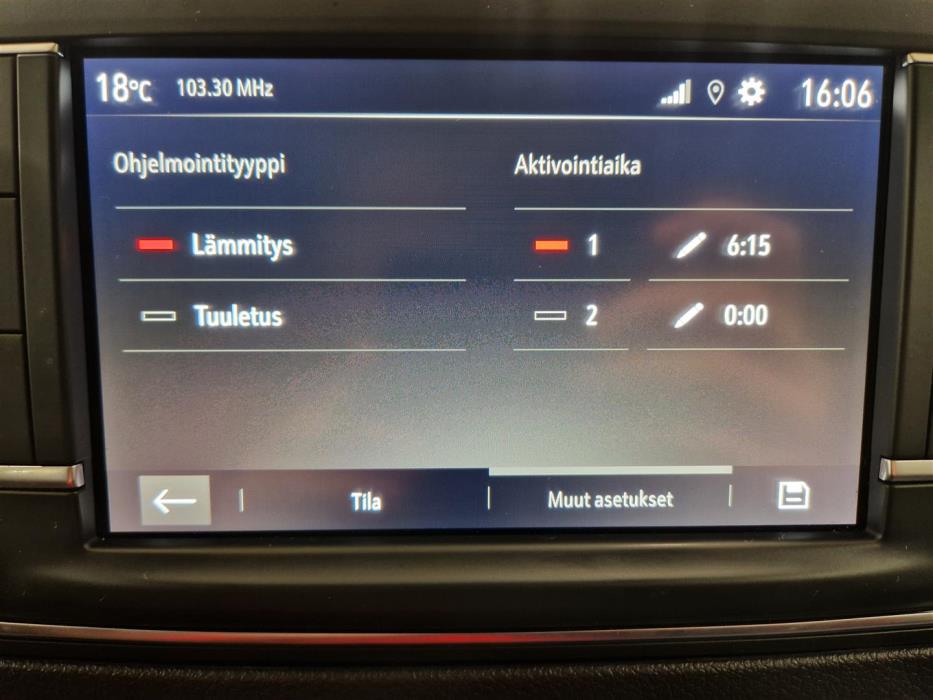 18°C 103.30 MHz 16:06
Ohjelmointityyppi Aktivointiaika
Lämmitys 1 6:15
Tuuletus 2 0:00
Tila Muut asetukset